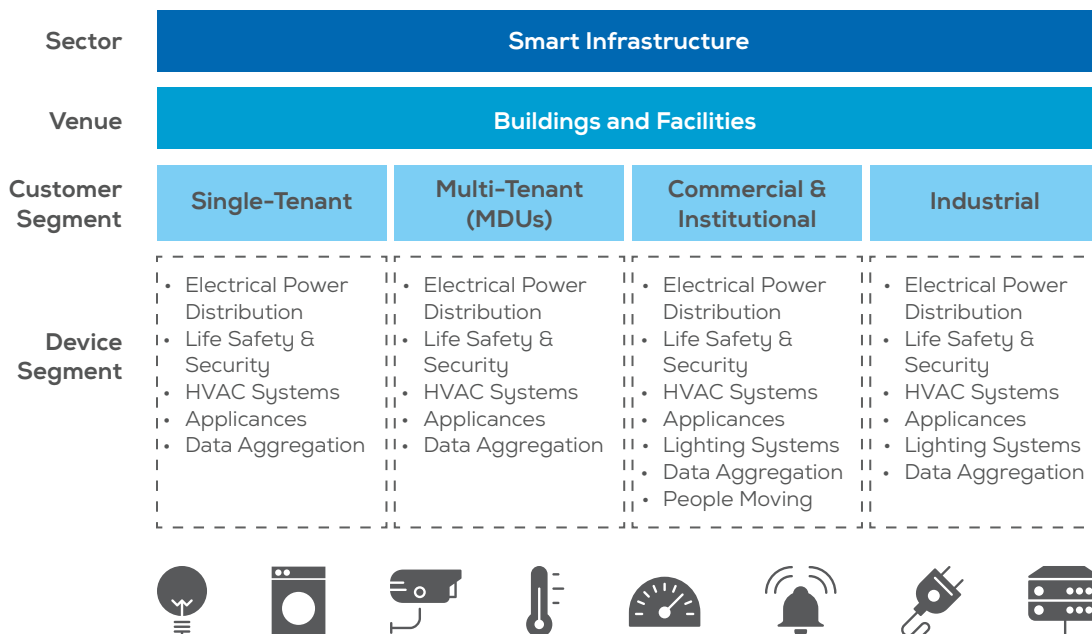 Sector
Smart Infrastructure
Venue
Buildings and Facilities
Customer
Segment
Single-Tenant
Multi-Tenant
(MDUs)
Commercial &
Institutional
Industrial
Device
Segment
• Electrical Power
Distribution
• Life Safety &
Security
• HVAC Systems
• Applicances
• Data Aggregation
• Electrical Power
Distribution
• Life Safety &
Security
• HVAC Systems
• Applicances
• Data Aggregation
• Electrical Power
Distribution
• Life Safety &
Security
• HVAC Systems
• Applicances
• Lighting Systems
• Data Aggregation
• People Moving
• Electrical Power
Distribution
• Life Safety &
Security
• HVAC Systems
• Applicances
• Lighting Systems
• Data Aggregation